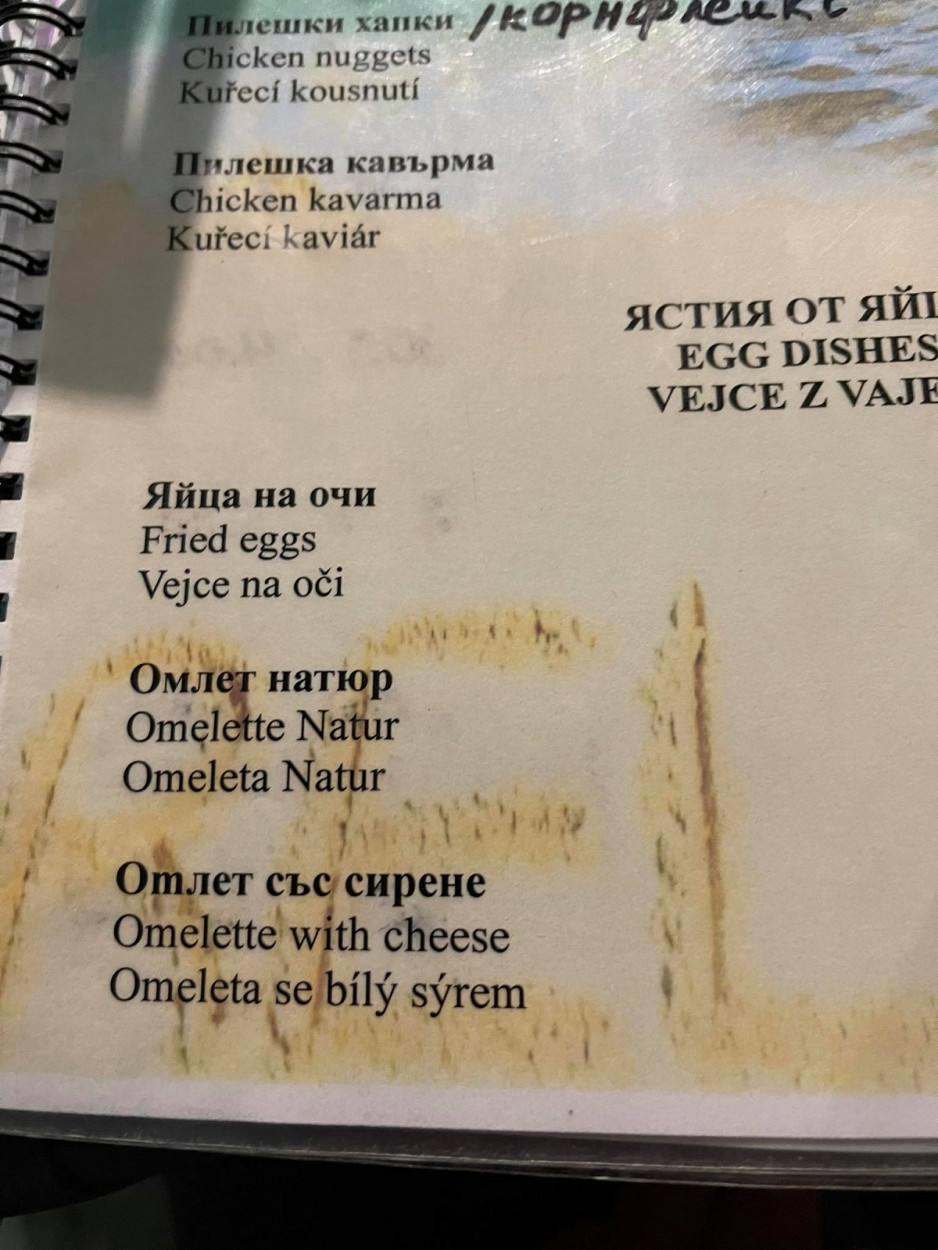 Пилешки хапки /корнфлейкс
Chicken nuggets
Kuřecí kousnutí
Пилешка кавърма
Chicken kavarma
Kuřecí kaviár
ЯСТИЯ ОТ ЯЙЦ
EGG DISHES
VEJCE Z VAJE
Яйца на очи
Fried eggs
Vejce na oči
Омлет натюр
Omelette Natur
Omeleta Natur
Отлет със сирене
Omelette with cheese
Omeleta se bílý sýrem